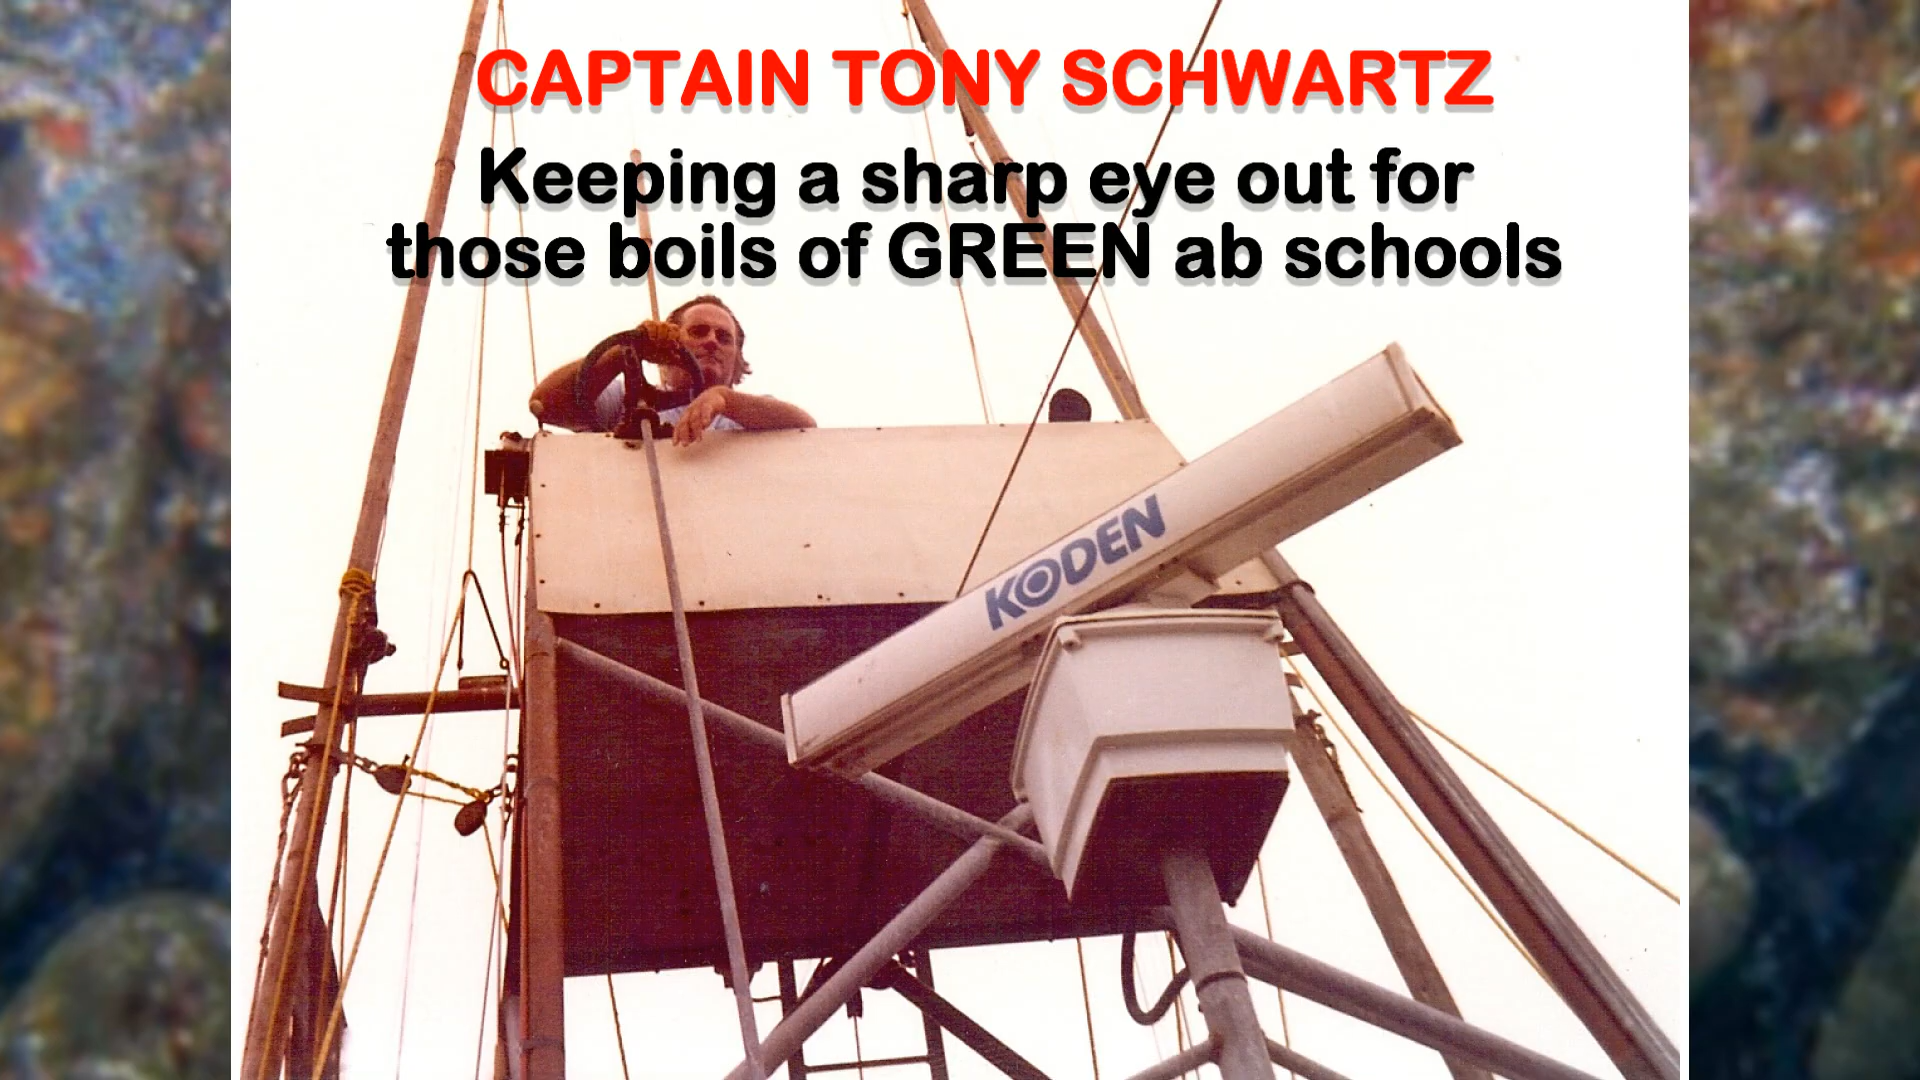 CAPTAIN TONY SCHWARTZ
Keeping a sharp eye out for
those boils of GREEN ab schools
KODEN